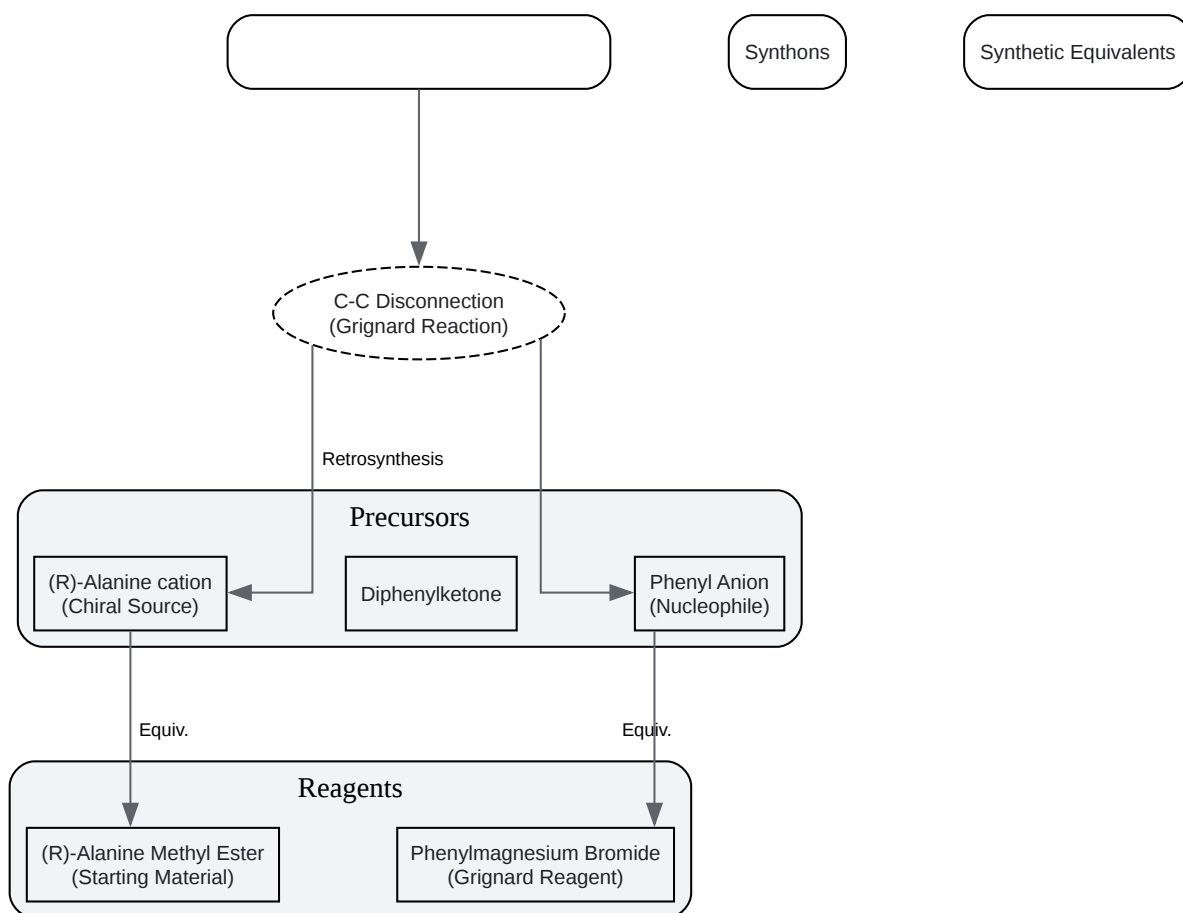 Synthons
Synthetic Equivalents
C-C Disconnection
(Grignard Reaction)
Retrosynthesis
Precursors
(R)-Alanine cation
(Chiral Source)
Diphenylketone
Phenyl Anion
(Nucleophile)
Equiv.
Equiv.
Reagents
(R)-Alanine Methyl Ester
(Starting Material)
Phenylmagnesium Bromide
(Grignard Reagent)